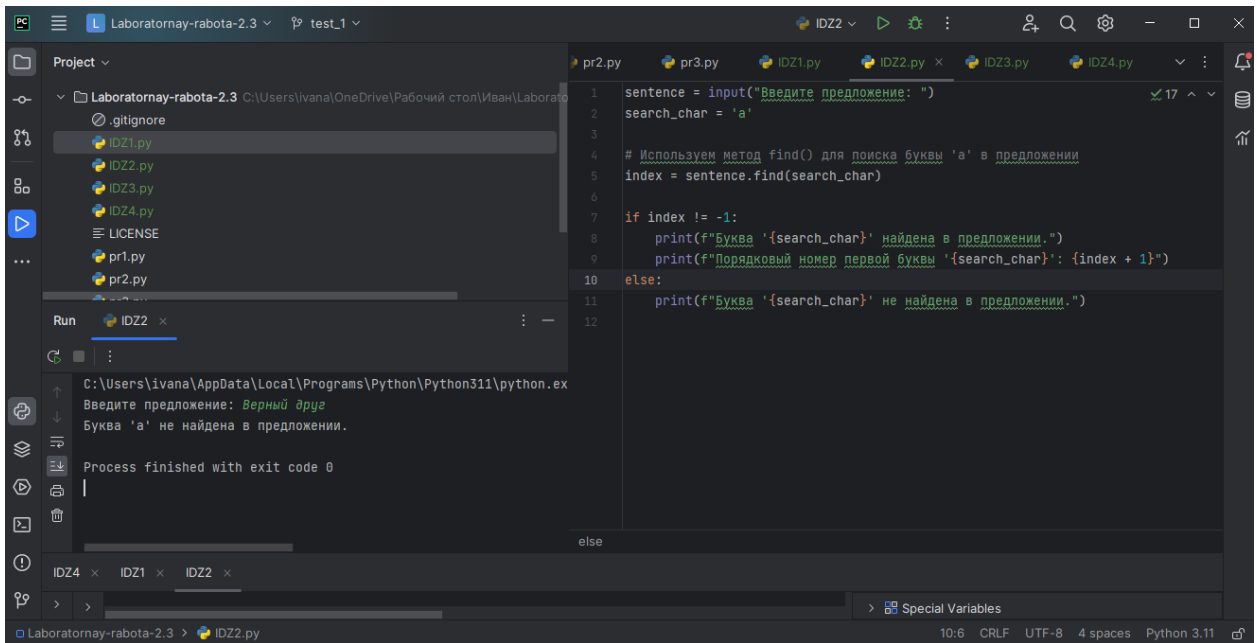 PC
L Laboratornay-rabota-2.3 test_1 IDZ2
Project
Laboratornay-rabota-2.3 C:\Users\ivana\OneDrive\Рабочий стол\Иван\Laborato
.gitignore
IDZ1.py
IDZ2.py
IDZ3.py
IDZ4.py
LICENSE
pr1.py
pr2.py
pr2.py pr3.py IDZ1.py IDZ2.py IDZ3.py IDZ4.py
17
1 sentence = input("Введите предложение: ")
2 search_char = 'а'
3
4 # Используем метод find() для поиска буквы 'а' в предложении
5 index = sentence.find(search_char)
6
7 if index != -1:
8 print(f"Буква '{search_char}' найдена в предложении.")
9 print(f"Порядковый номер первой буквы '{search_char}': {index + 1}")
10 else:
11 print(f"Буква '{search_char}' не найдена в предложении.")
12
else
Run IDZ2
C:\Users\ivana\AppData\Local\Programs\Python\Python311\python.ex
Введите предложение: Верный друг
Буква 'а' не найдена в предложении.
Process finished with exit code 0
IDZ4 IDZ1 IDZ2
Special Variables
Laboratornay-rabota-2.3 > IDZ2.py
10:6 CRLF UTF-8 4 spaces Python 3.11